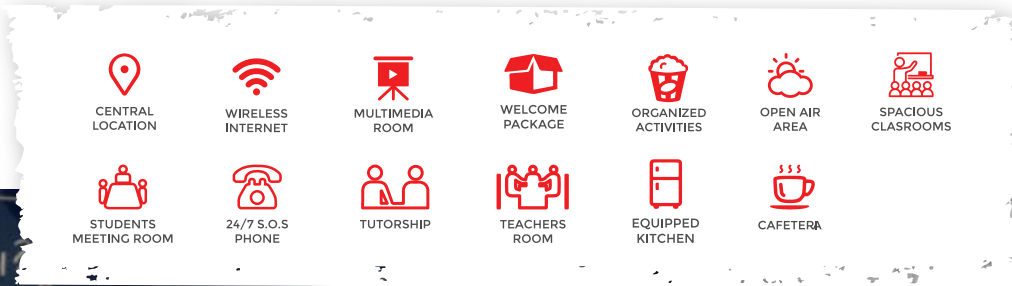 CENTRAL
LOCATION
WIRELESS
INTERNET
MULTIMEDIA
ROOM
WELCOME
PACKAGE
ORGANIZED
ACTIVITIES
OPEN AIR
AREA
SPACIOUS
CLASROOMS
STUDENTS
MEETING ROOM
24/7 S.O.S
PHONE
TUTORSHIP
TEACHERS
ROOM
EQUIPPED
KITCHEN
CAFETERIA